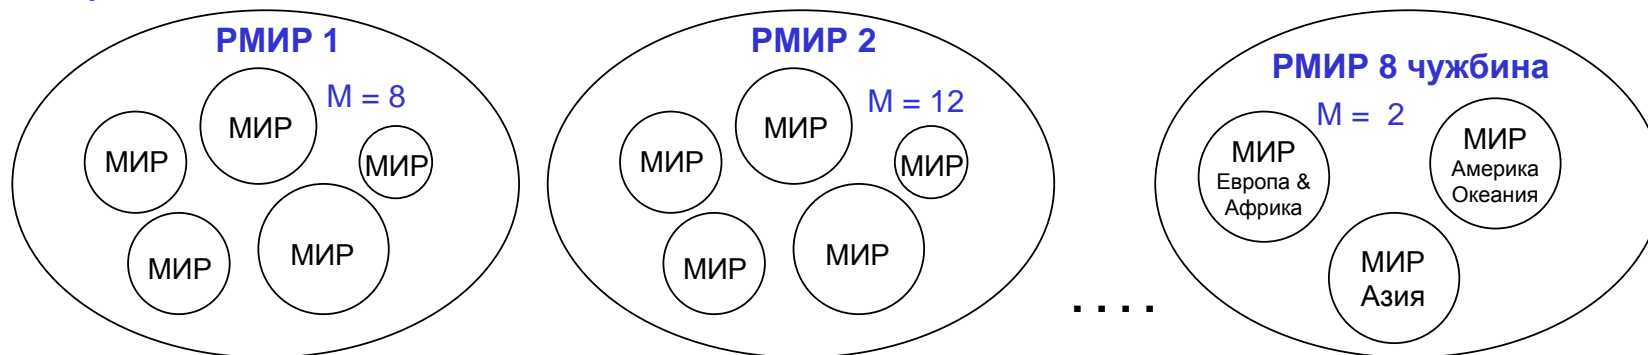 РМИР 1
М = 8
МИР
МИР
МИР
МИР
МИР
РМИР 2
М = 12
МИР
МИР
МИР
МИР
МИР
. . . .
РМИР 8 чужбина
М = 2
МИР
Европа &
Африка
МИР
Америка
Океания
МИР
Азия